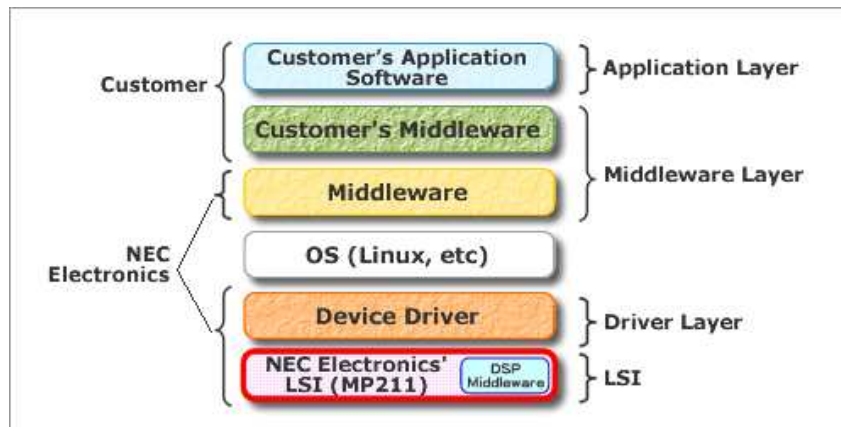 Customer's Application
Software
Application Layer
Customer
Customer's Middleware
Middleware Layer
Middleware
NEC
Electronics
OS (Linux, etc)
Device Driver
Driver Layer
NEC Electronics'
LSI (MP211)
DSP
Middleware
LSI